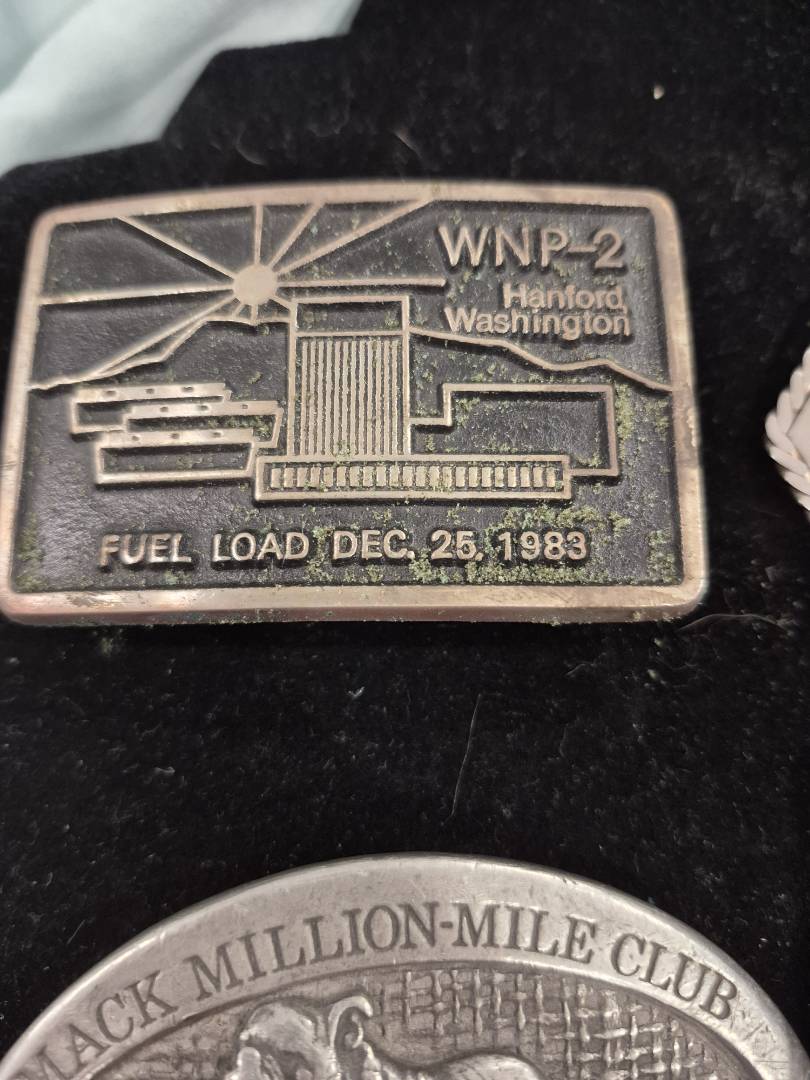 WNP-2
Hanford,
Washington
FUEL LOAD DEC. 25, 1983
MACK MILLION-MILE CLUB